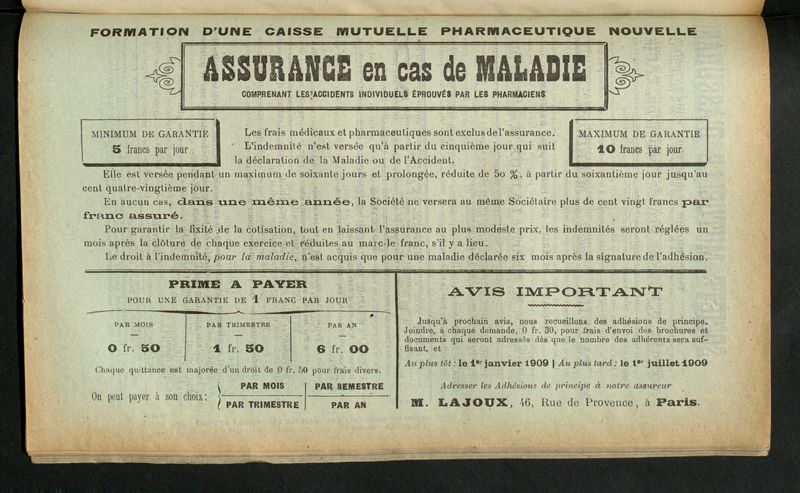 FORMATION D'UNE CAISSE MUTUELLE PHARMACEUTIQUE NOUVELLE
ASSURANCE en cas de MALADIE
COMPRENANT LES ACCIDENTS INDIVIDUELS ÉPROUVÉS PAR LES PHARMACIENS
MINIMUM DE GARANTIE
5 francs par jour
Les frais médicaux et pharmaceutiques sont exclus de l'assurance.
L'indemnité n'est versée qu'à partir du cinquième jour qui suit
la déclaration de la Maladie ou de l'Accident.
MAXIMUM DE GARANTIE
10 francs par jour
Elle est versée pendant un maximum de soixante jours et prolongée, réduite de 50 %, à partir du soixantième jour jusqu'au
cent quatre-vingtième jour.
En aucun cas, dans une même année, la Société ne versera au même Sociétaire plus de cent vingt francs par
franc assuré.
Pour garantir la fixité de la cotisation, tout en laissant l'assurance au plus modeste prix, les indemnités seront réglées un
mois après la clôture de chaque exercice et réduites au marc-le-franc, s'il y a lieu.
Le droit à l'indemnité, pour la maladie, n'est acquis que pour une maladie déclarée six mois après la signature de l'adhésion.
PRIME A PAYER
POUR UNE GARANTIE DE 1 FRANC PAR JOUR
PAR MOIS
0 fr. 50
PAR TRIMESTRE
1 fr. 50
PAR AN
6 fr. 00
Chaque quittance est majorée d'un droit de 0 fr. 50 pour frais divers.
On peut payer à son choix:
PAR MOIS
PAR SEMESTRE
PAR TRIMESTRE
PAR AN
AVIS IMPORTANT
Jusqu'à prochain avis, nous recueillons des adhésions de principe.
Joindre, à chaque demande, 0 fr. 30, pour frais d'envoi des brochures et
documents qui seront adressés dès que le nombre des adhérents sera suf-
fisant, et
Au plus tôt: le 1er janvier 1909 | Au plus tard: le 1er juillet 1909
Adresser les Adhésions de principe à notre assureur
M. LAJOUX, 46, Rue de Provence, à Paris.